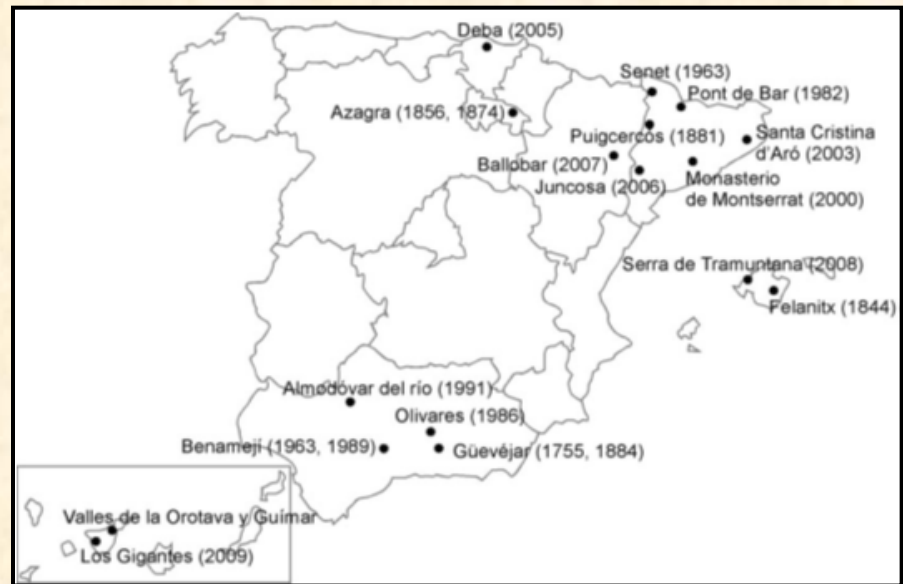 Deba (2005)
Senet (1963)
Pont de Bar (1982)
Azagra (1856, 1874)
Puigcercós (1881)
Santa Cristina
d'Aró (2003)
Ballobar (2007)
Juncosa (2006)
Monasterio
de Montserrat (2000)
Serra de Tramuntana (2008)
Felanitx (1844)
Almodóvar del río (1991)
Olivares (1986)
Benamejí (1963, 1989)
Güevéjar (1755, 1884)
Valles de la Orotava y Guímar
Los Gigantes (2009)